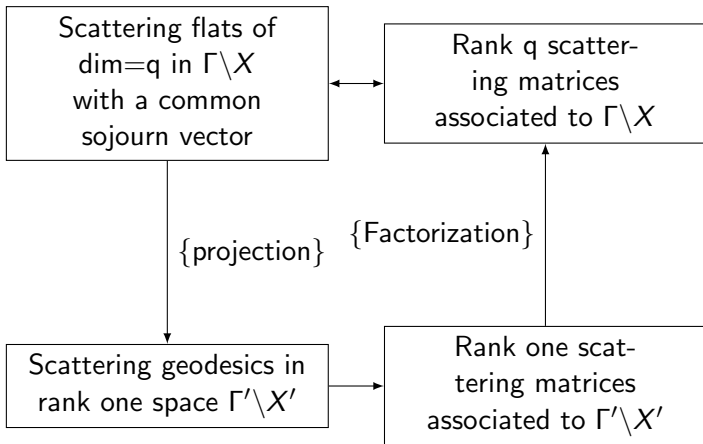 Scattering flats of
dim=q in Γ\X
with a common
sojourn vector
Rank q scatter-
ing matrices
associated to Γ\X
{projection}
{Factorization}
Scattering geodesics in
rank one space Γ′\X′
Rank one scat-
tering matrices
associated to Γ′\X′